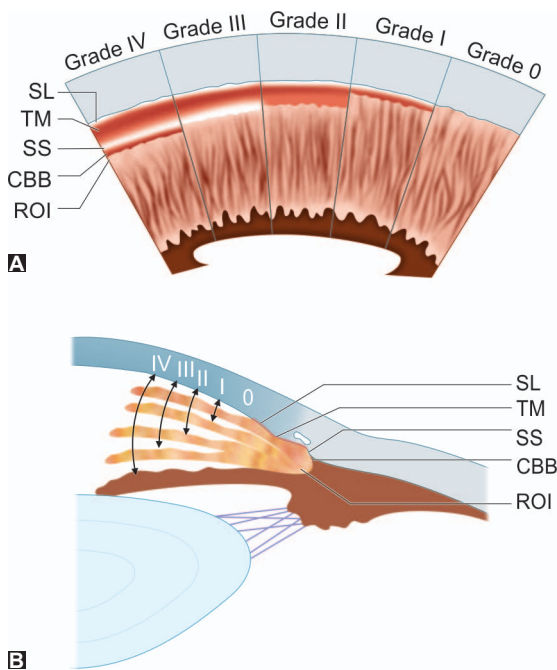 Grade IV
Grade III
Grade II
Grade I
Grade 0
SL
TM
SS
CBB
ROI
A
IV
III
II
I
0
SL
TM
SS
CBB
ROI
B